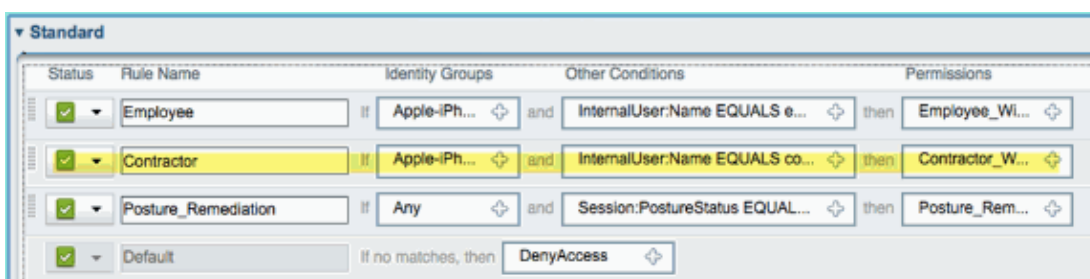 Standard
Status Rule Name Identity Groups Other Conditions Permissions
Employee If Apple-iPh... and InternalUser:Name EQUALS e... then Employee_Wi...
Contractor If Apple-iPh... and InternalUser:Name EQUALS co... then Contractor_W...
Posture_Remediation If Any and Session:PostureStatus EQUAL... then Posture_Rem...
Default If no matches, then DenyAccess